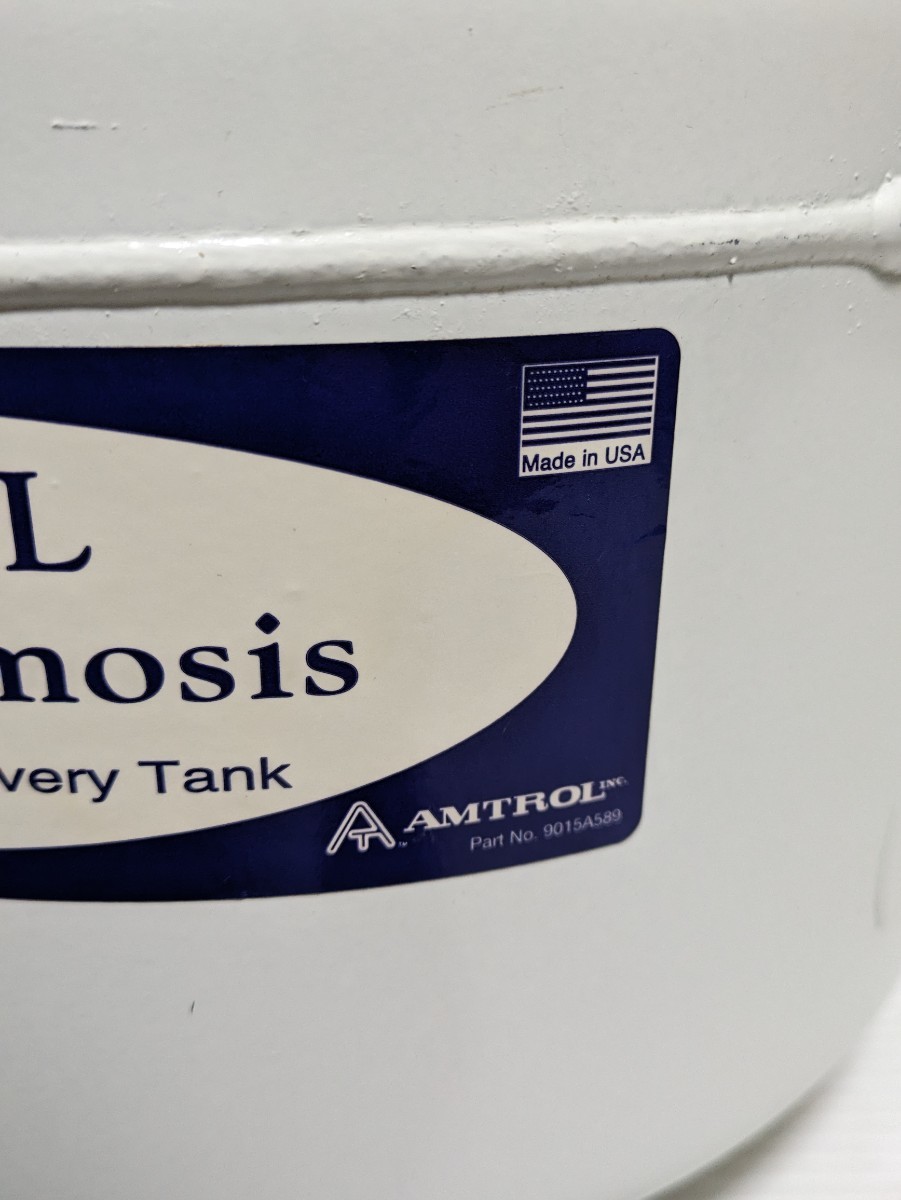 Made in USA
L
mosis
very Tank
AMTROL INC.
Part No. 9015A589